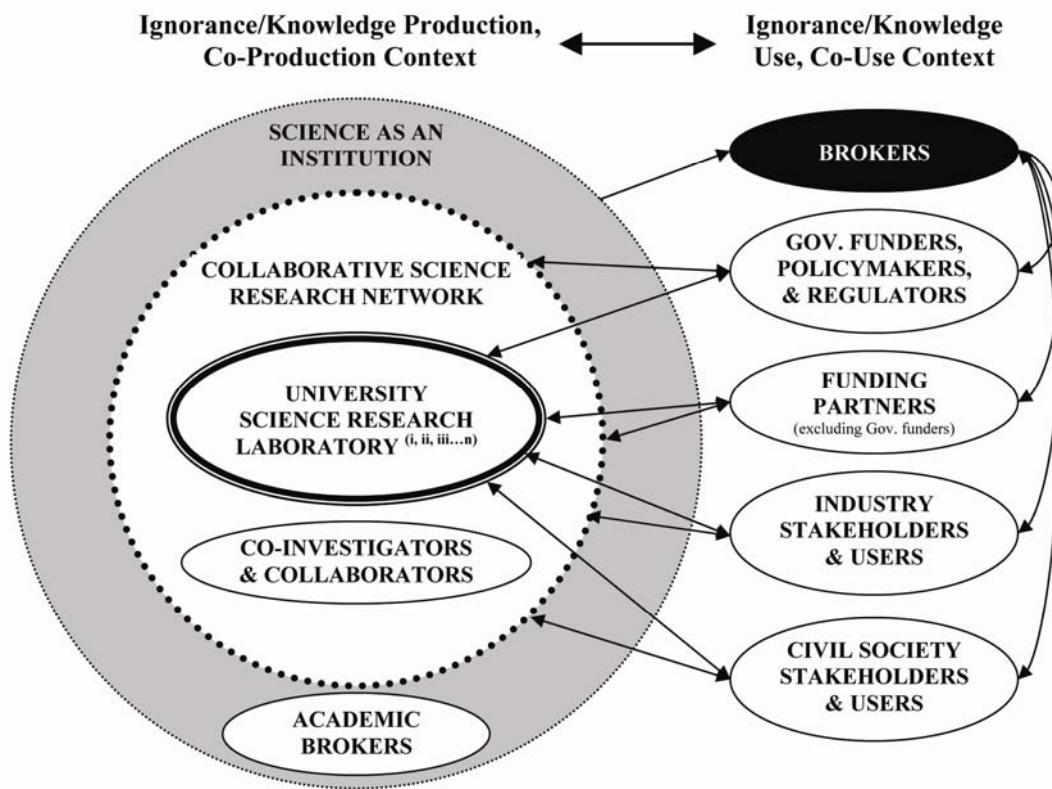 Ignorance/Knowledge Production,
Co-Production Context
Ignorance/Knowledge
Use, Co-Use Context
SCIENCE AS AN
INSTITUTION
COLLABORATIVE SCIENCE
RESEARCH NETWORK
UNIVERSITY
SCIENCE RESEARCH
LABORATORY (i, ii, iii...n)
CO-INVESTIGATORS
& COLLABORATORS
ACADEMIC
BROKERS
BROKERS
GOV. FUNDERS,
POLICYMAKERS,
& REGULATORS
FUNDING
PARTNERS
(excluding Gov. funders)
INDUSTRY
STAKEHOLDERS
& USERS
CIVIL SOCIETY
STAKEHOLDERS
& USERS